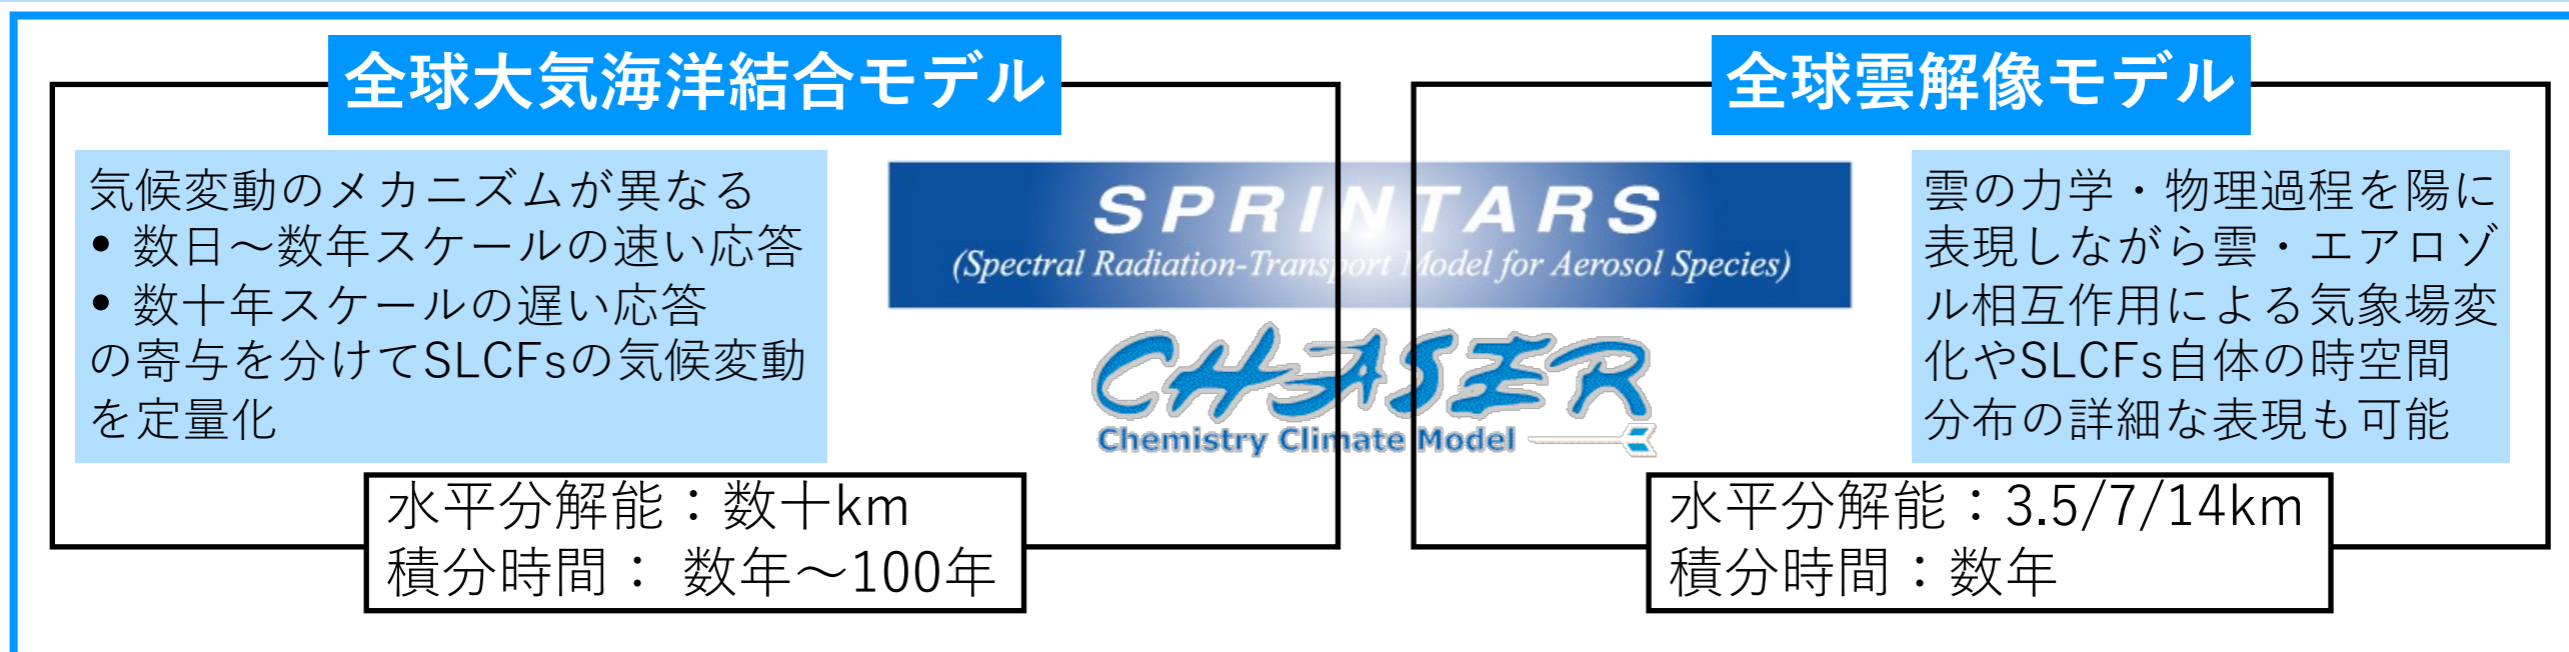 全球大気海洋結合モデル
気候変動のメカニズムが異なる
• 数日～数年スケールの速い応答
• 数十年スケールの遅い応答
の寄与を分けてSLCFsの気候変動
を定量化
水平分解能：数十km
積分時間： 数年～100年
SPRINTARS
(Spectral Radiation-Transport Model for Aerosol Species)
CHASER
Chemistry Climate Model
全球雲解像モデル
雲の力学・物理過程を陽に
表現しながら雲・エアロゾ
ル相互作用による気象場変
化やSLCFs自体の時空間
分布の詳細な表現も可能
水平分解能：3.5/7/14km
積分時間：数年